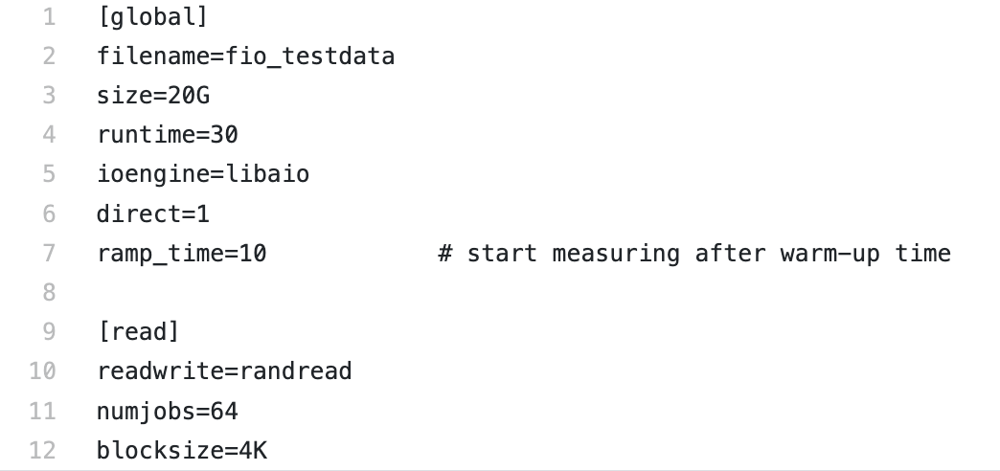 1 [global]
2 filename=fio_testdata
3 size=20G
4 runtime=30
5 ioengine=libaio
6 direct=1
7 ramp_time=10            # start measuring after warm-up time
8
9 [read]
10 readwrite=randread
11 numjobs=64
12 blocksize=4K